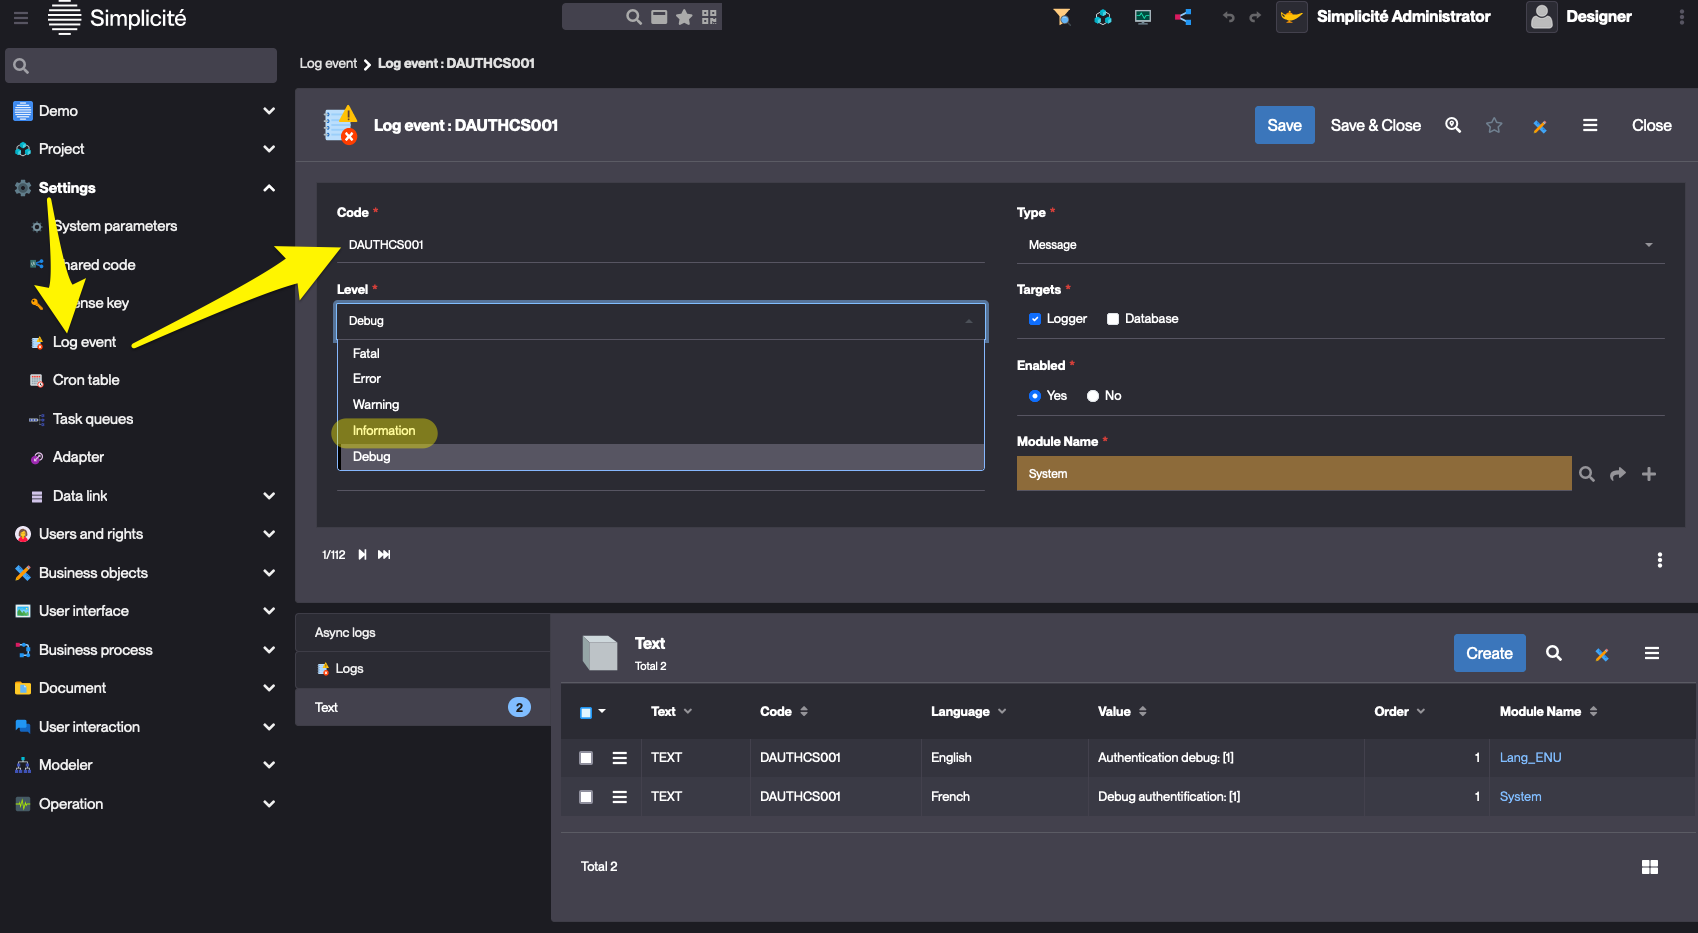 Simplicité
Simplicité Administrator
Designer
Log event
Log event : DAUTHCS001
Demo
Project
Settings
System parameters
hared code
ense key
Log event
Cron table
Task queues
Adapter
Data link
Users and rights
Business objects
User interface
Business process
Document
User interaction
Modeler
Operation
Log event : DAUTHCS001
Save
Save & Close
Close
Code *
DAUTHCS001
Level *
Debug
Fatal
Error
Warning
Information
Debug
Type *
Message
Targets *
Logger Database
Enabled *
Yes No
Module Name *
System
1/112
Async logs
Logs
Text 2
Text
Total 2
Create
Text Code Language Value Order Module Name
TEXT DAUTHCS001 English Authentication debug: [1] 1 Lang_ENU
TEXT DAUTHCS001 French Debug authentification: [1] 1 System
Total 2